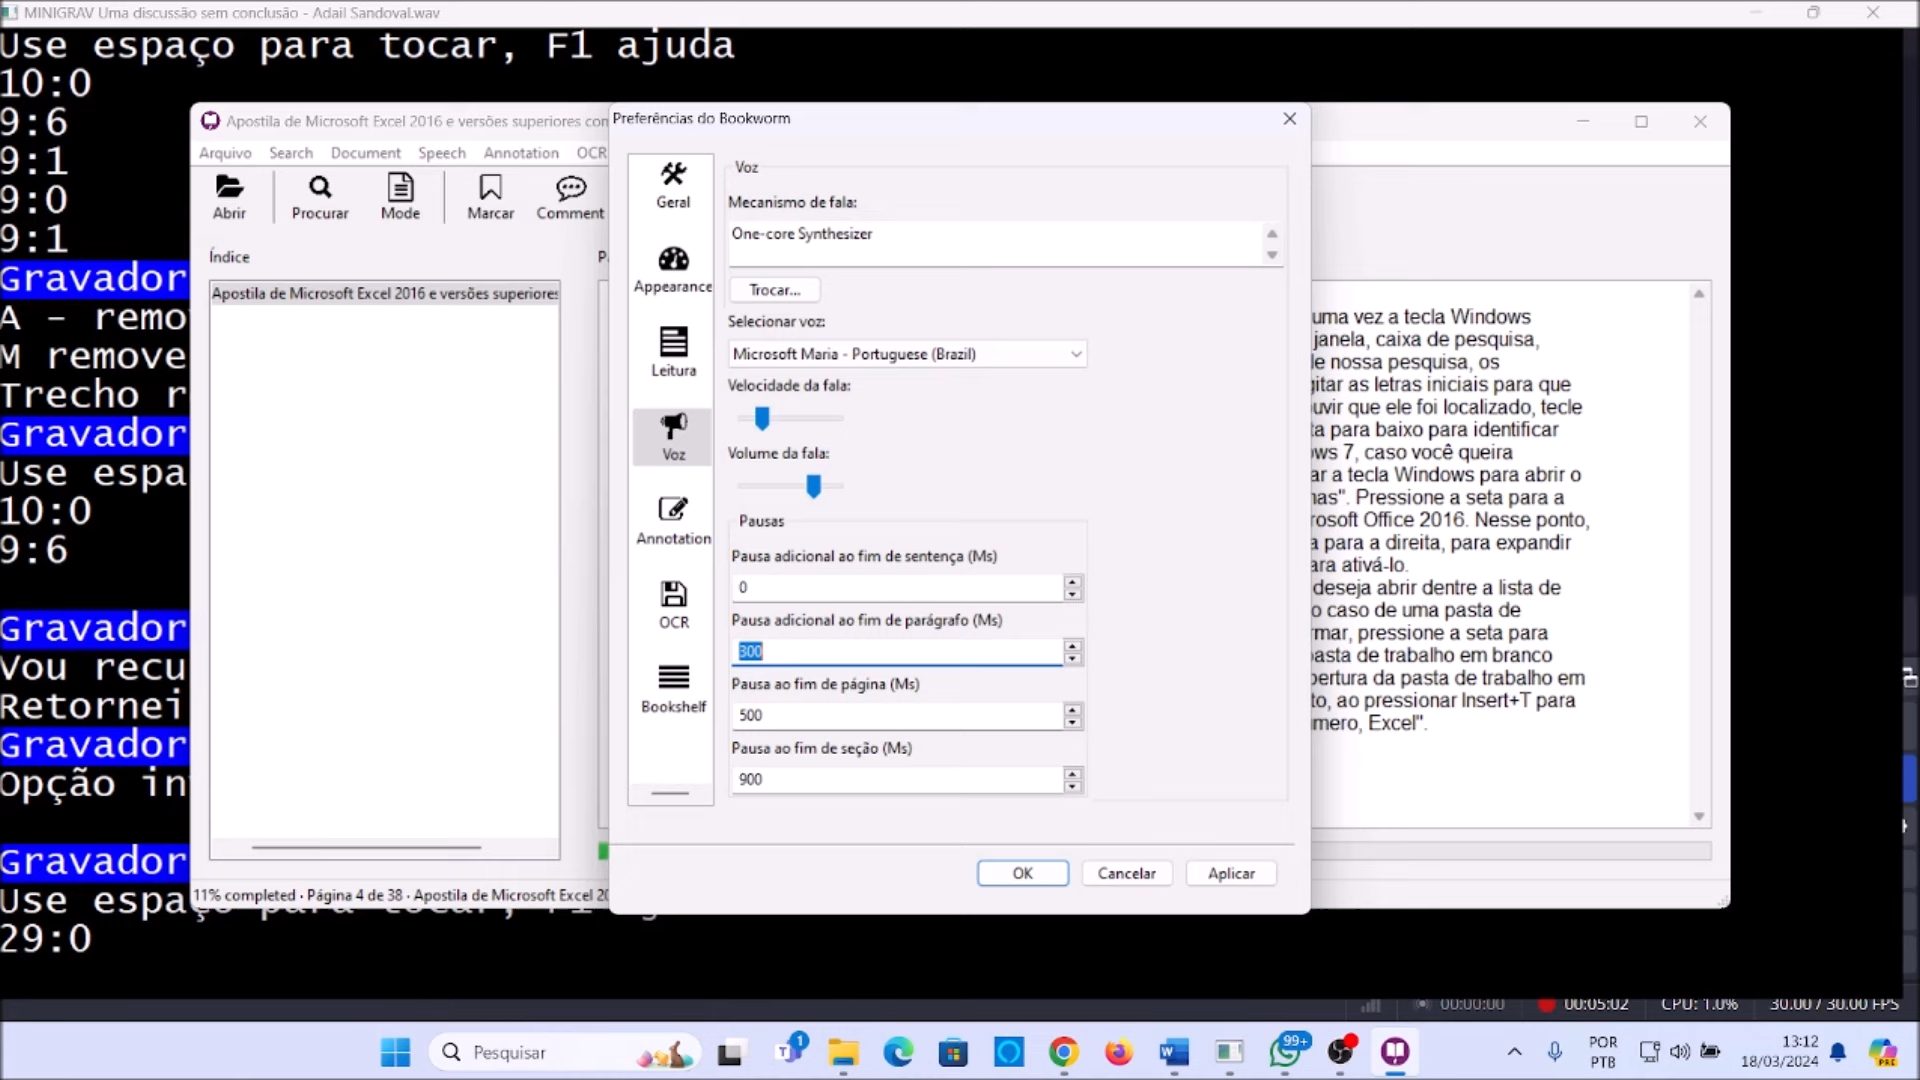 MINIGRAV Uma discussão sem conclusão - Adail Sandoval.wav
Use espaço para tocar, F1 ajuda
10:0
9:6
9:1
9:0
9:1
Gravador
A - remo
M remove
Trecho r
Gravador
Use espa
10:0
9:6
Gravador
Vou recu
Retornei
Gravador
Opção in
Gravador
Use espaço para tocar, F1
29:0
Apostila de Microsoft Excel 2016 e versões superiores com
Arquivo Search Document Speech Annotation OCR
Abrir Procurar Mode Marcar Comment
Índice
Apostila de Microsoft Excel 2016 e versões superiores
11% completed · Página 4 de 38 · Apostila de Microsoft Excel 20
Preferências do Bookworm
Geral
Appearance
Leitura
Voz
Annotation
OCR
Bookshelf
Voz
Mecanismo de fala:
One-core Synthesizer
Trocar...
Selecionar voz:
Microsoft Maria - Portuguese (Brazil)
Velocidade da fala:
Volume da fala:
Pausas
Pausa adicional ao fim de sentença (Ms)
0
Pausa adicional ao fim de parágrafo (Ms)
300
Pausa ao fim de página (Ms)
500
Pausa ao fim de seção (Ms)
900
OK Cancelar Aplicar
uma vez a tecla Windows
janela, caixa de pesquisa,
de nossa pesquisa, os
gitar as letras iniciais para que
uvir que ele foi localizado, tecle
ta para baixo para identificar
ws 7, caso você queira
ar a tecla Windows para abrir o
nas". Pressione a seta para a
rosoft Office 2016. Nesse ponto,
a para a direita, para expandir
ara ativá-lo.
deseja abrir dentre a lista de
o caso de uma pasta de
rmar, pressione a seta para
pasta de trabalho em branco
bertura da pasta de trabalho em
to, ao pressionar Insert+T para
mero, Excel".
00:00:00 00:05:02 CPU: 1.0% 30.00 / 30.00 FPS
Pesquisar
1
99+
POR
PTB
13:12
18/03/2024
PRE